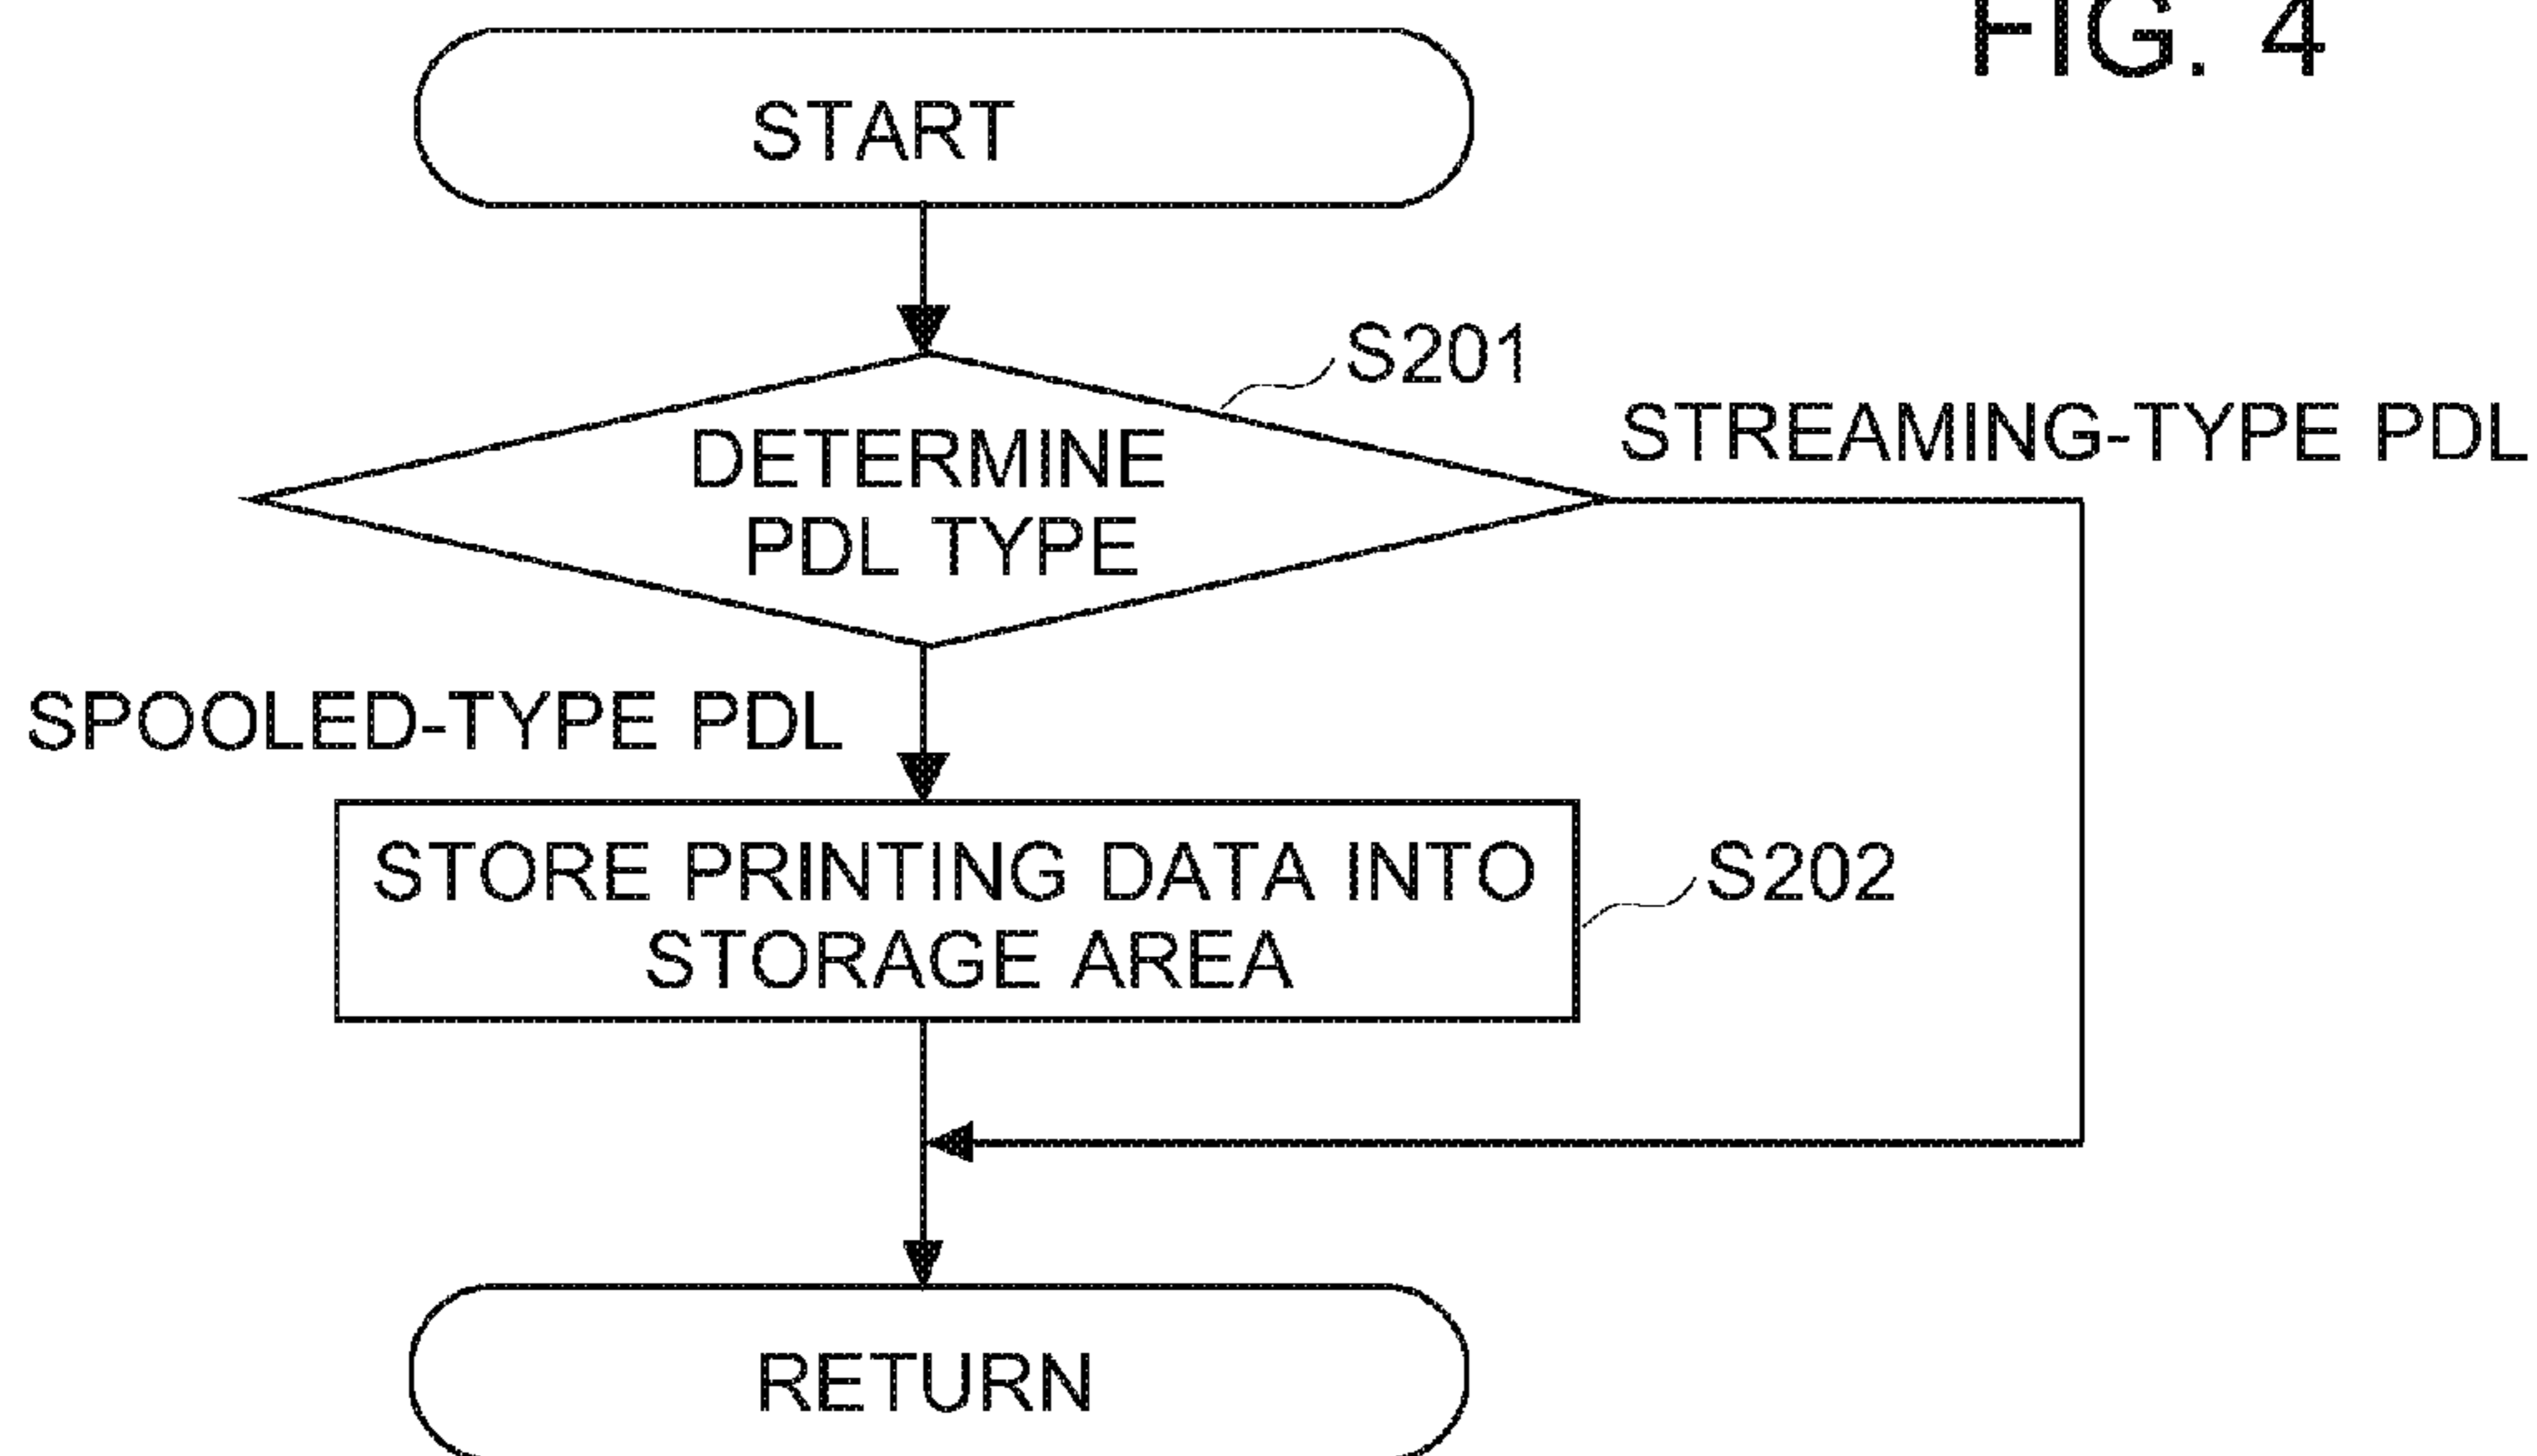 FIG. 4
START
S201
DETERMINE
PDL TYPE
STREAMING-TYPE PDL
SPOOLED-TYPE PDL
STORE PRINTING DATA INTO
STORAGE AREA
S202
RETURN